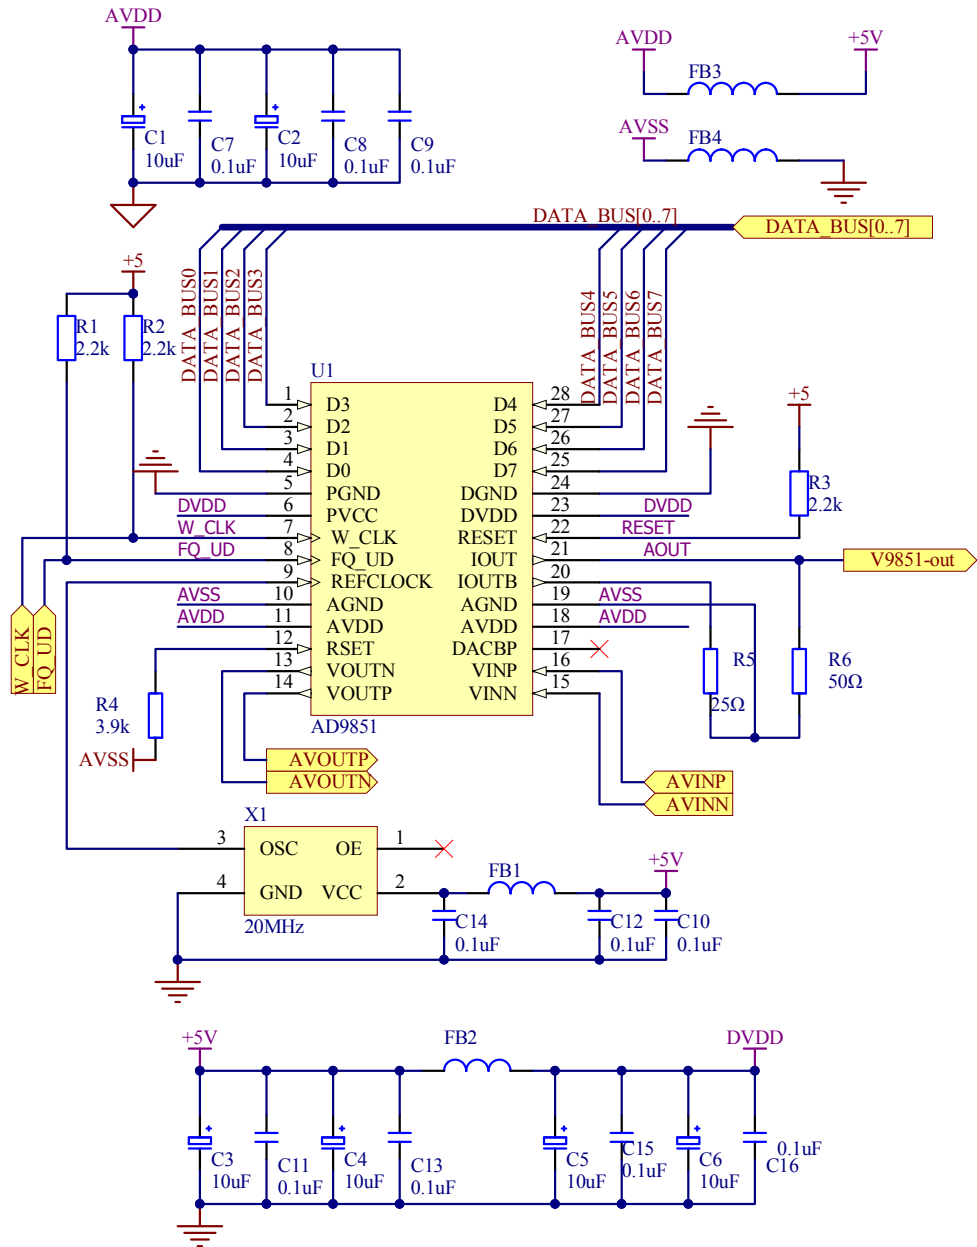 AVDD
C1
10uF
C7
0.1uF
C2
10uF
C8
0.1uF
C9
0.1uF
AVDD
+5V
FB3
AVSS
FB4
DATA_BUS[0..7]
DATA_BUS[0..7]
DATA_BUS0
DATA_BUS1
DATA_BUS2
DATA_BUS3
DATA_BUS4
DATA_BUS5
DATA_BUS6
DATA_BUS7
+5
R1
2.2k
R2
2.2k
U1
1 D3 D4 28
2 D2 D5 27
3 D1 D6 26
4 D0 D7 25
5 PGND DGND 24
DVDD 6 PVCC DVDD 23 DVDD
W_CLK 7 W_CLK RESET 22 RESET
FQ_UD 8 FQ_UD IOUT 21 AOUT
9 REFCLOCK IOUTB 20
AVSS 10 AGND AGND 19 AVSS
AVDD 11 AVDD AVDD 18 AVDD
12 RSET DACBP 17
13 VOUTN VINP 16
14 VOUTP VINN 15
AD9851
+5
R3
2.2k
V9851-out
W_CLK
FQ_UD
R5
25Ω
R6
50Ω
R4
3.9k
AVSS
AVOUTP
AVOUTN
AVINP
AVINN
X1
3 OSC OE 1
4 GND VCC 2
20MHz
FB1
+5V
C14
0.1uF
C12
0.1uF
C10
0.1uF
+5V
FB2
DVDD
C3
10uF
C11
0.1uF
C4
10uF
C13
0.1uF
C5
10uF
C15
0.1uF
C6
10uF
0.1uF
C16